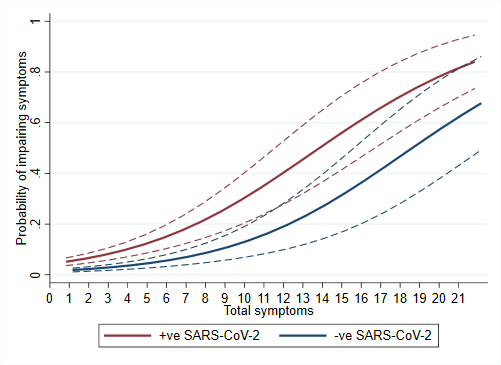 Probability of impairing symptoms
1
.8
.6
.4
.2
0
0 1 2 3 4 5 6 7 8 9 10 11 12 13 14 15 16 17 18 19 20 21
Total symptoms
+ve SARS-CoV-2 -ve SARS-CoV-2